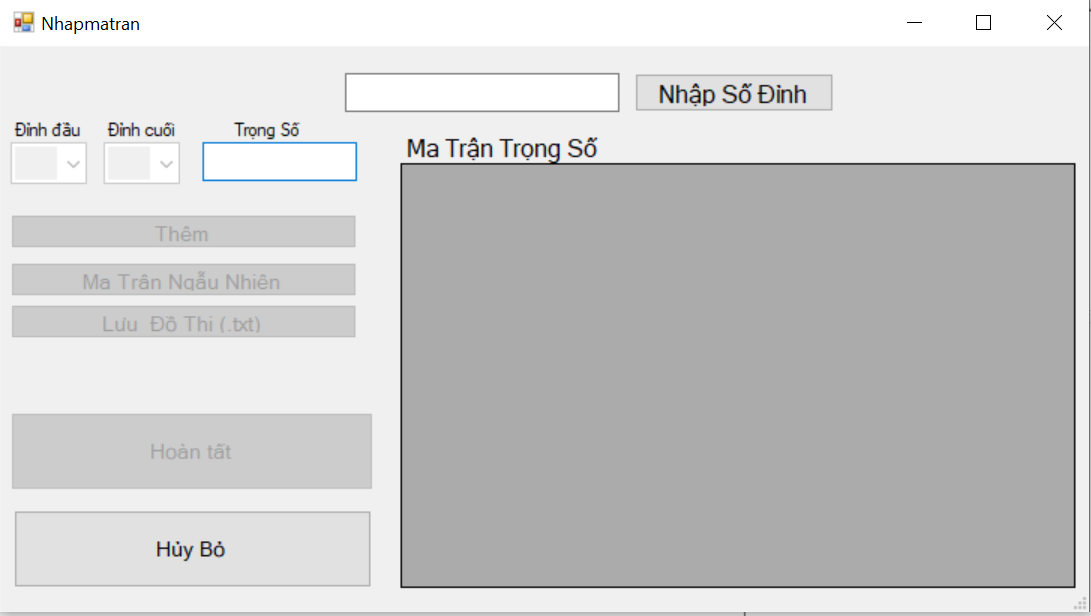 Nhapmatran
Nhập Số Đỉnh
Đỉnh đầu
Đỉnh cuối
Trọng Số
Ma Trận Trọng Số
Thêm
Ma Trận Ngẫu Nhiên
Lưu Đồ Thị (.txt)
Hoàn tất
Hủy Bỏ